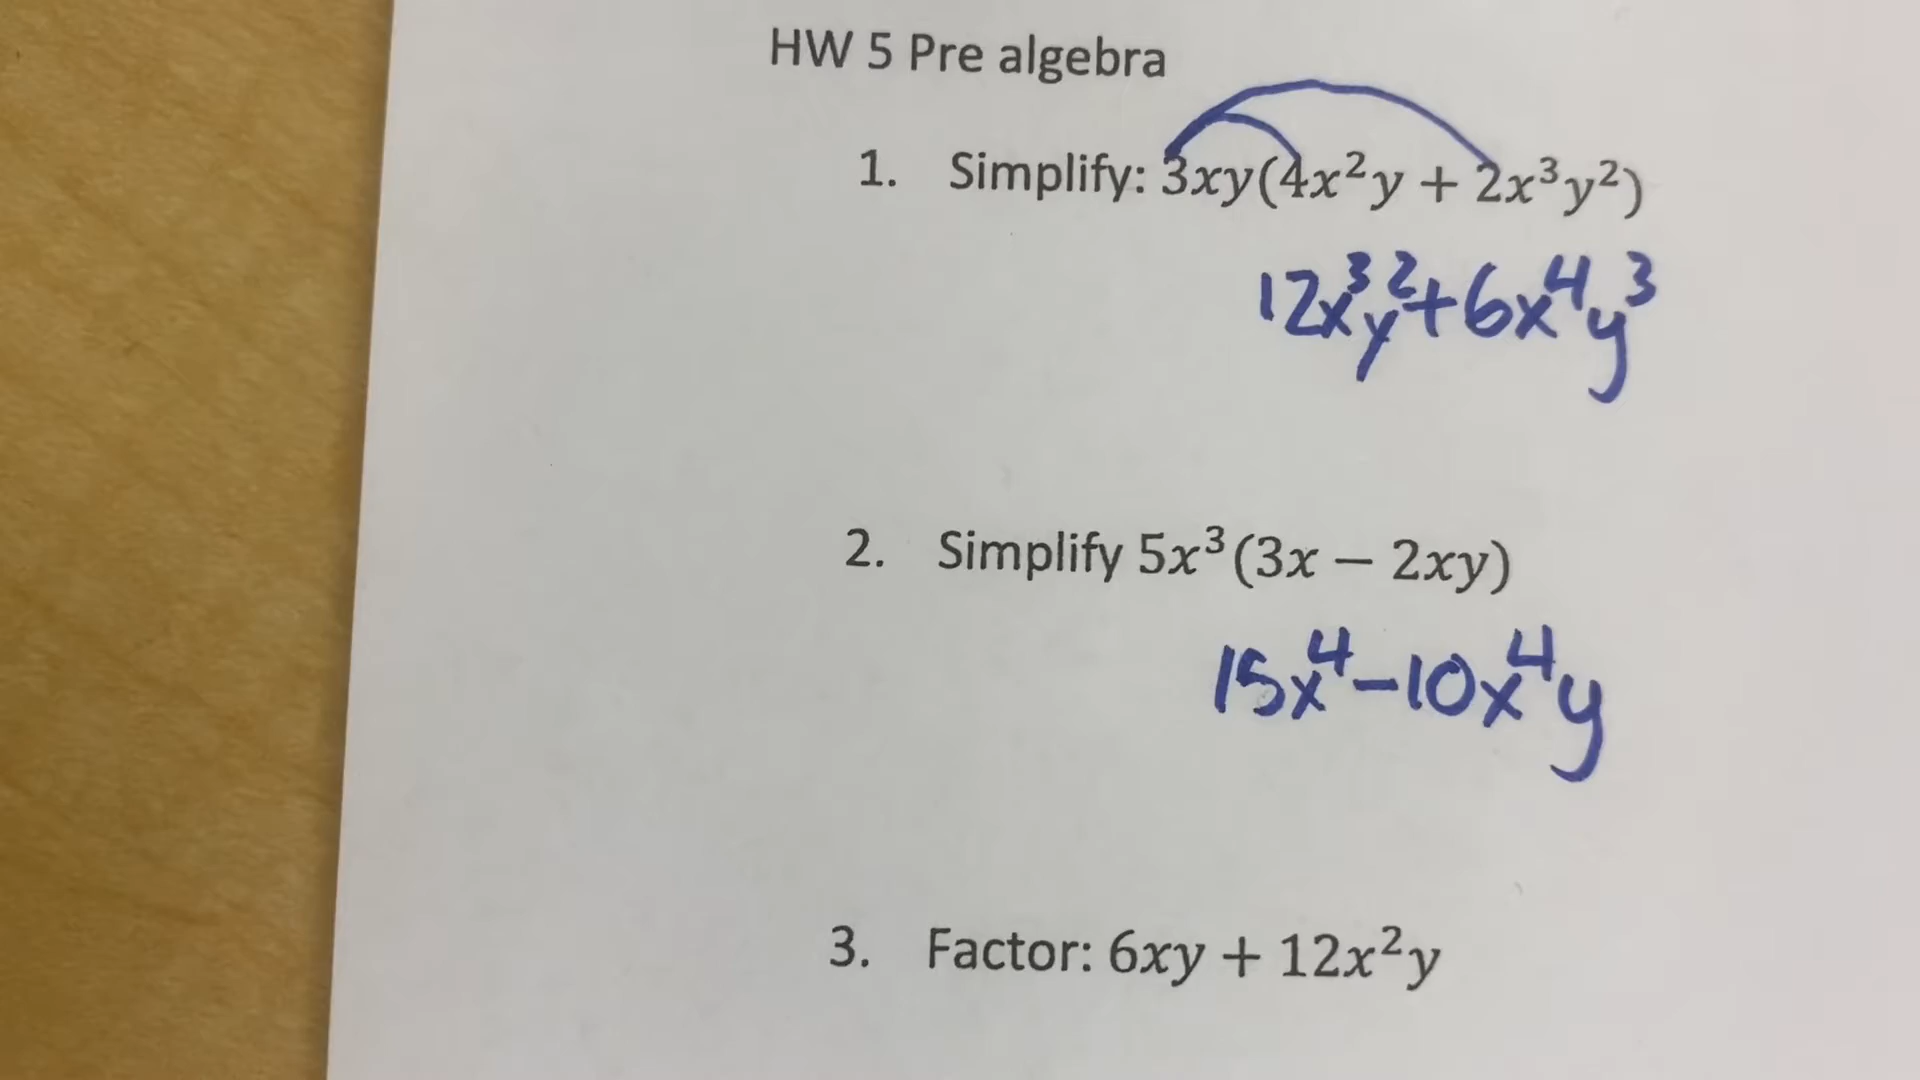 HW 5 Pre algebra
1. Simplify: 3xy(4x²y + 2x³y²)
12x³y²+6x⁴y³
2. Simplify 5x³(3x − 2xy)
15x⁴−10x⁴y
3. Factor: 6xy + 12x²y